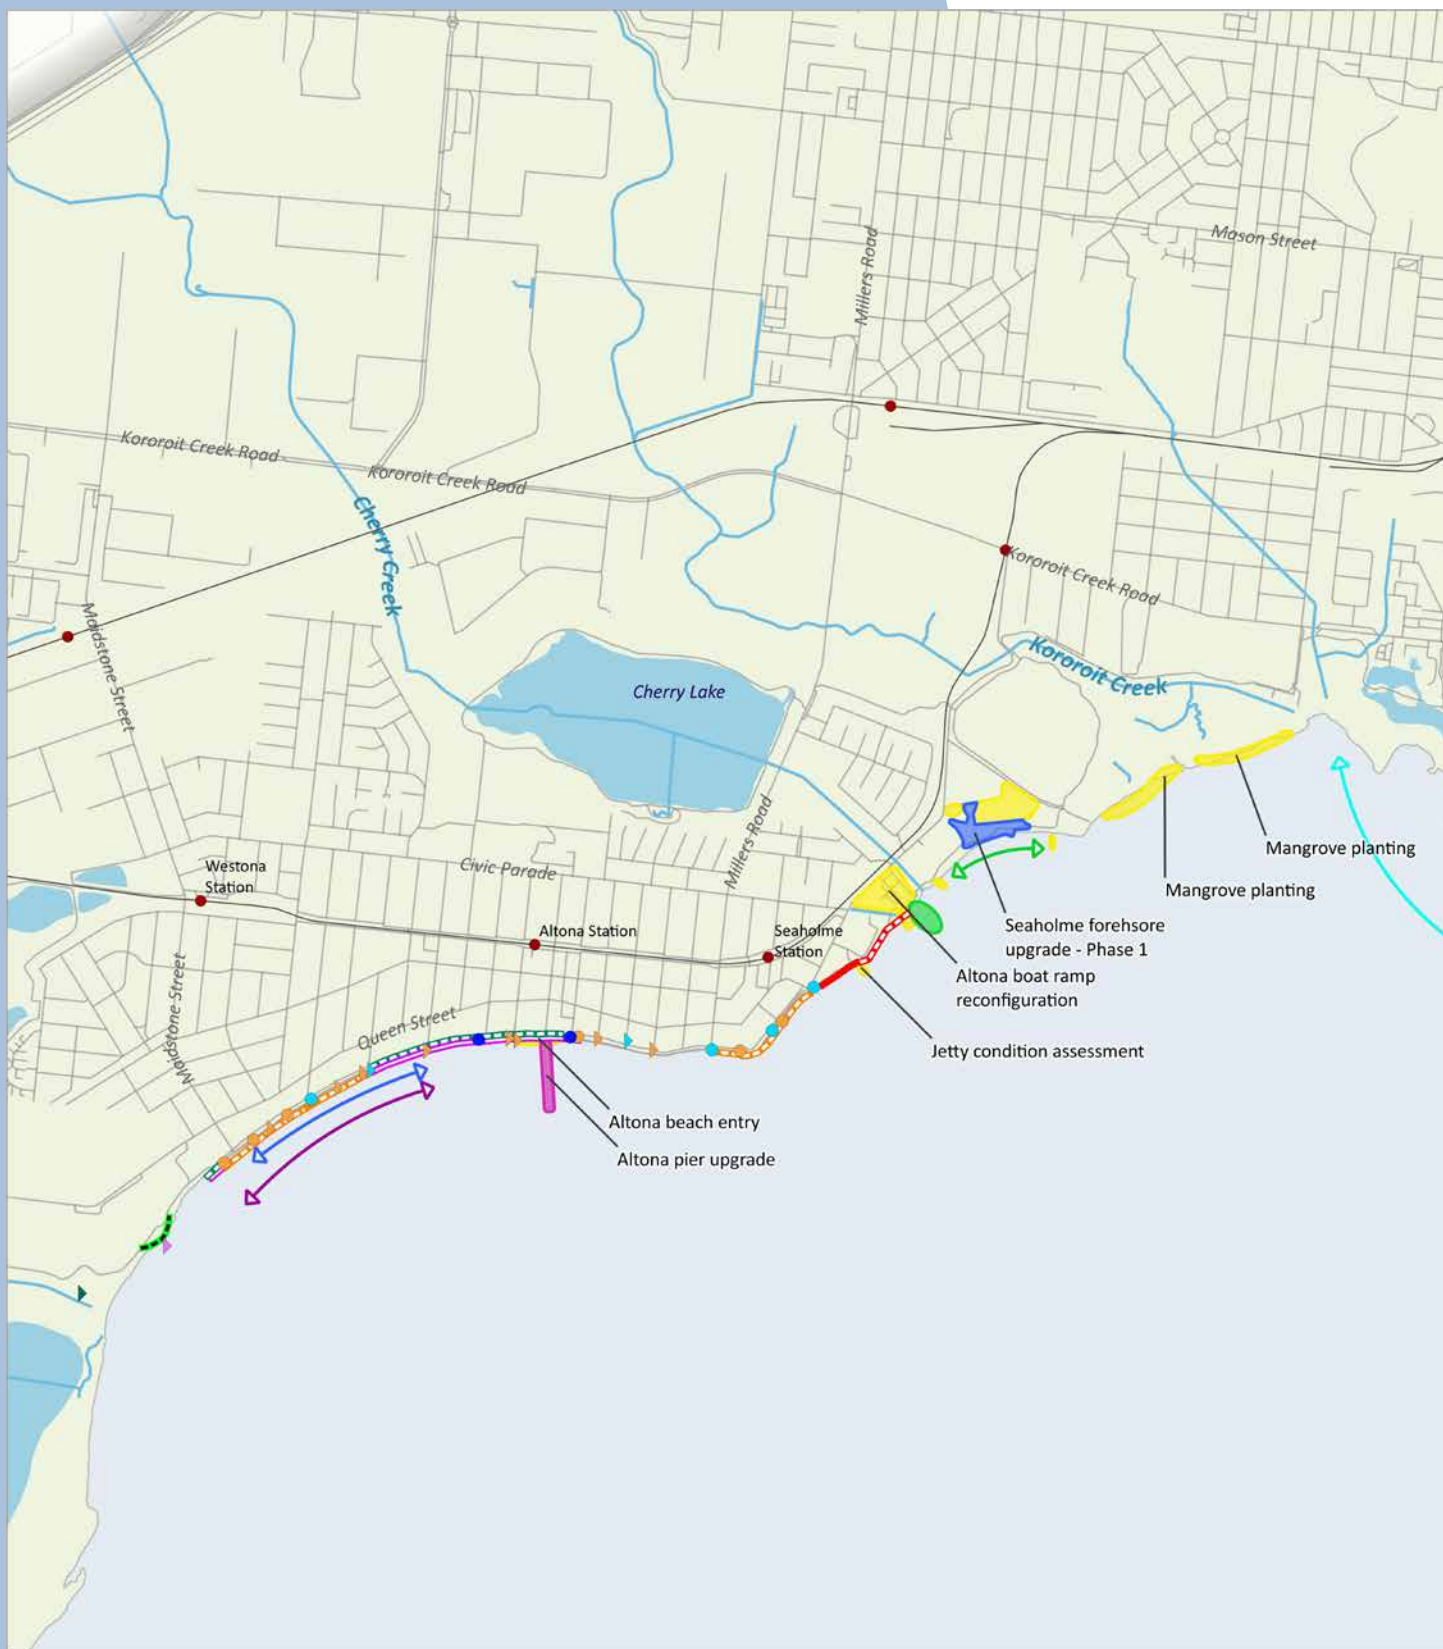 Mason Street
Millers Road
Kororoit Creek Road
Kororoit Creek Road
Cherry Creek
Kororoit Creek Road
Maidstone Street
Kororoit Creek
Cherry Lake
Millers Road
Mangrove planting
Westona
Station
Civic Parade
Mangrove planting
Altona Station
Seaholme
Station
Seaholme forehsore
upgrade - Phase 1
Altona boat ramp
reconfiguration
Maidstone Street
Queen Street
Jetty condition assessment
Altona beach entry
Altona pier upgrade